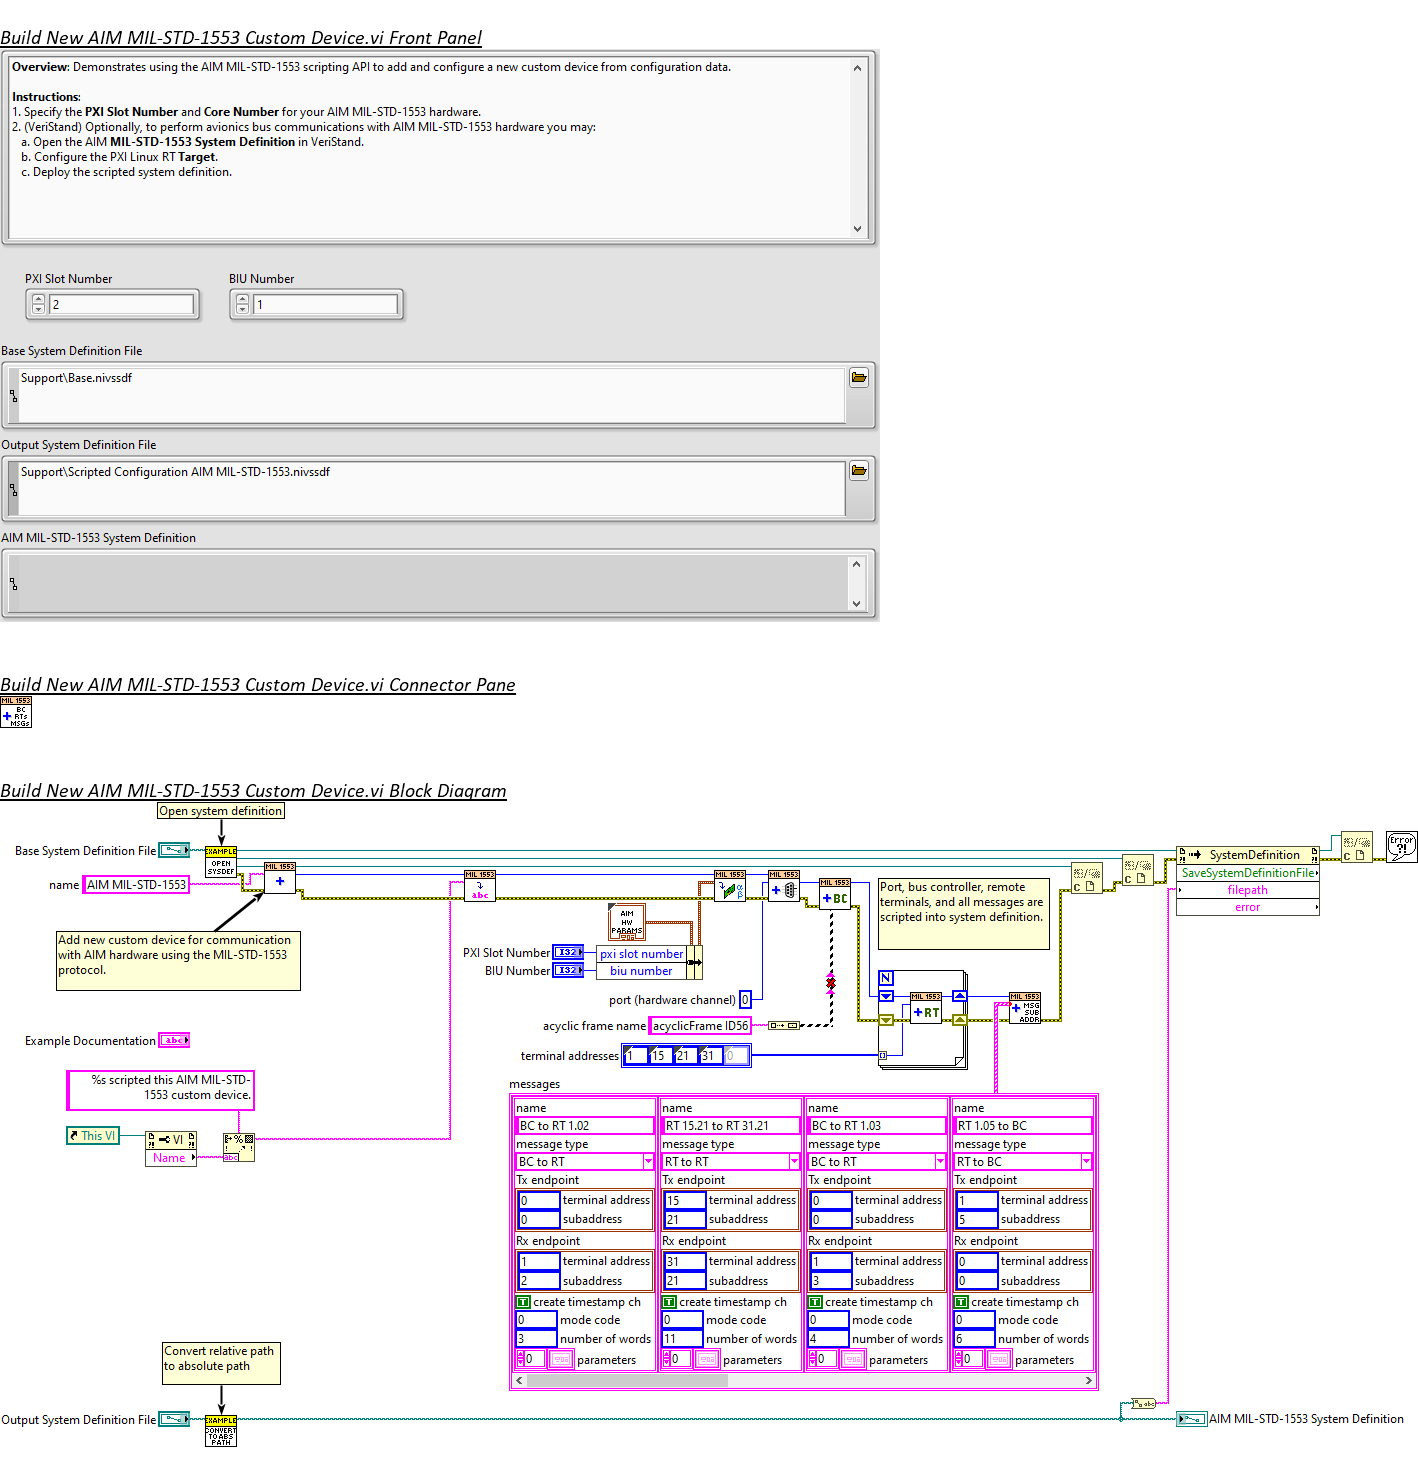 Build New AIM MIL-STD-1553 Custom Device.vi Front Panel
Overview: Demonstrates using the AIM MIL-STD-1553 scripting API to add and configure a new custom device from configuration data.
Instructions:
1. Specify the PXI Slot Number and Core Number for your AIM MIL-STD-1553 hardware.
2. (VeriStand) Optionally, to perform avionics bus communications with AIM MIL-STD-1553 hardware you may:
a. Open the AIM MIL-STD-1553 System Definition in VeriStand.
b. Configure the PXI Linux RT Target.
c. Deploy the scripted system definition.
PXI Slot Number BIU Number
2 1
Base System Definition File
Support\Base.nivssdf
Output System Definition File
Support\Scripted Configuration AIM MIL-STD-1553.nivssdf
AIM MIL-STD-1553 System Definition
Build New AIM MIL-STD-1553 Custom Device.vi Connector Pane
MIL 1553
BC
+ RTs
MSGs
Build New AIM MIL-STD-1553 Custom Device.vi Block Diagram
Open system definition
Base System Definition File
EXAMPLE
OPEN
SYSDEF
name AIM MIL-STD-1553
MIL 1553
+
MIL 1553
abc
MIL 1553
α
β
MIL 1553
+
MIL 1553
+BC
Add new custom device for communication
with AIM hardware using the MIL-STD-1553
protocol.
AIM
HW
PARAMS
PXI Slot Number I32 pxi slot number
BIU Number I32 biu number
port (hardware channel) 0
acyclic frame name acyclicFrame ID56
terminal addresses 1 15 21 31 0
Port, bus controller, remote
terminals, and all messages are
scripted into system definition.
N
MIL 1553
+RT
MIL 1553
+ MSG
SUB
ADDR
SystemDefinition
SaveSystemDefinitionFile
filepath
error
Error
?!
Example Documentation abc
%s scripted this AIM MIL-STD-
1553 custom device.
This VI
VI
Name
messages
name name name name
BC to RT 1.02 RT 15.21 to RT 31.21 BC to RT 1.03 RT 1.05 to BC
message type message type message type message type
BC to RT RT to RT BC to RT RT to BC
Tx endpoint Tx endpoint Tx endpoint Tx endpoint
0 terminal address 15 terminal address 0 terminal address 1 terminal address
0 subaddress 21 subaddress 0 subaddress 5 subaddress
Rx endpoint Rx endpoint Rx endpoint Rx endpoint
1 terminal address 31 terminal address 1 terminal address 0 terminal address
2 subaddress 21 subaddress 3 subaddress 0 subaddress
T create timestamp ch T create timestamp ch T create timestamp ch T create timestamp ch
0 mode code 0 mode code 0 mode code 0 mode code
3 number of words 11 number of words 4 number of words 6 number of words
0 parameters 0 parameters 0 parameters 0 parameters
Convert relative path
to absolute path
Output System Definition File
EXAMPLE
CONVERT
TO ABS
PATH
AIM MIL-STD-1553 System Definition